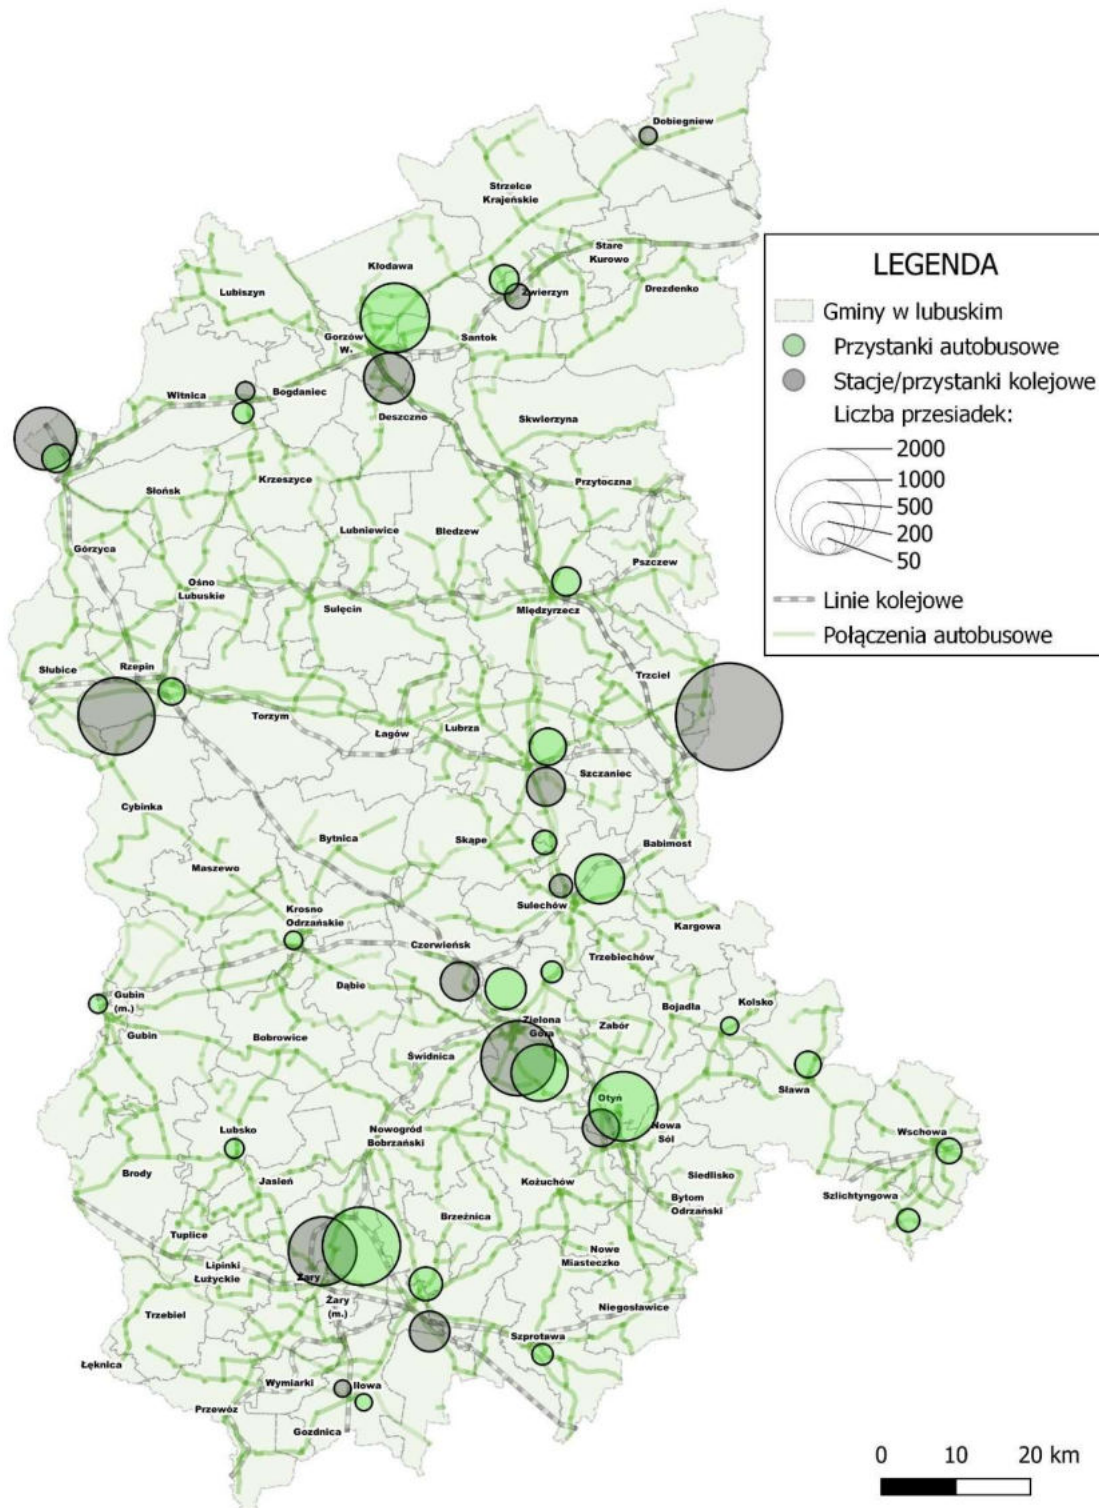 Dobiegniew
Strzelce
Krajeńskie
Stare
Kurowo
Kłodawa
Zwierzyn
Drezdenko
Lubiszyn
Gorzów
W.
Santok
Witnica
Bogdaniec
Deszczno
Skwierzyna
Słońsk
Krzeszyce
Przytoczna
Lubniewice
Bledzew
Górzyca
Pszczew
Ośno
Lubuskie
Sulęcin
Międzyrzecz
Słubice
Rzepin
Trzciel
Torzym
Łagów
Lubrza
Szczaniec
Cybinka
Bytnica
Skąpe
Babimost
Maszewo
Krosno
Odrzańskie
Sulechów
Kargowa
Czerwieńsk
Trzebiechów
Dąbie
Gubin
(m.)
Bojadła
Kolsko
Gubin
Bobrowice
Zielona
Góra
Zabór
Świdnica
Sława
Otyń
Nowa
Sól
Lubsko
Nowogród
Bobrzański
Wschowa
Brody
Jasień
Kożuchów
Siedlisko
Bytom
Odrzański
Szlichtyngowa
Brzeźnica
Tuplice
Nowe
Miasteczko
Lipinki
Łużyckie
Żary
Żary
(m.)
Trzebiel
Niegosławice
Szprotawa
Łęknica
Wymiarki
Iłowa
Przewóz
Gozdnica
LEGENDA
Gminy w lubuskim
Przystanki autobusowe
Stacje/przystanki kolejowe
Liczba przesiadek:
2000
1000
500
200
50
Linie kolejowe
Połączenia autobusowe
0 10 20 km